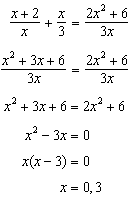 (x + 2)/x + x/3 = (2x² + 6)/3x
(x² + 3x + 6)/3x = (2x² + 6)/3x
x² + 3x + 6 = 2x² + 6
x² − 3x = 0
x(x − 3) = 0
x = 0, 3